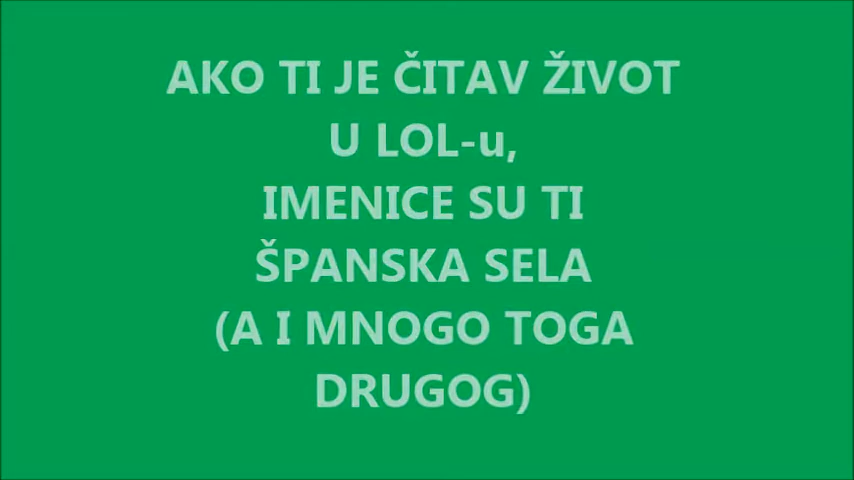 AKO TI JE ČITAV ŽIVOT
U LOL-u,
IMENICE SU TI
ŠPANSKA SELA
(A I MNOGO TOGA
DRUGOG)